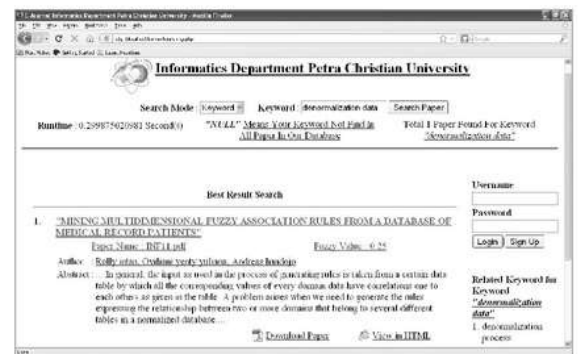 Informatics Department Petra Christian University
Search Mode : Keyword Keyword : denormalization data Search Paper
Runtime : 0.299875020981 Second(s)
"NULL" Means Your Keyword Not Find In
All Paper In Our Database
Total 1 Paper Found For Keyword
"denormalization data"
Best Result Search
1. "MINING MULTIDIMENSIONAL FUZZY ASSOCIATION RULES FROM A DATABASE OF
MEDICAL RECORD PATIENTS"
Paper Name : INF11.pdf Fuzzy Value : 0.25
Author :
Abstract : ... In general, the input as used in the process of generating rules is taken from a certain data
table by which all the corresponding values of every domain data have correlations one to
each others as given in the table. A problem arises when we need to generate the rules
expressing the relationship between two or more domains that belong to several different
tables in a normalized database....
Download Paper View in HTML
Username
Password
Login Sign Up
Related Keyword for
Keyword
"denormalization
data"
1. denormalization
process